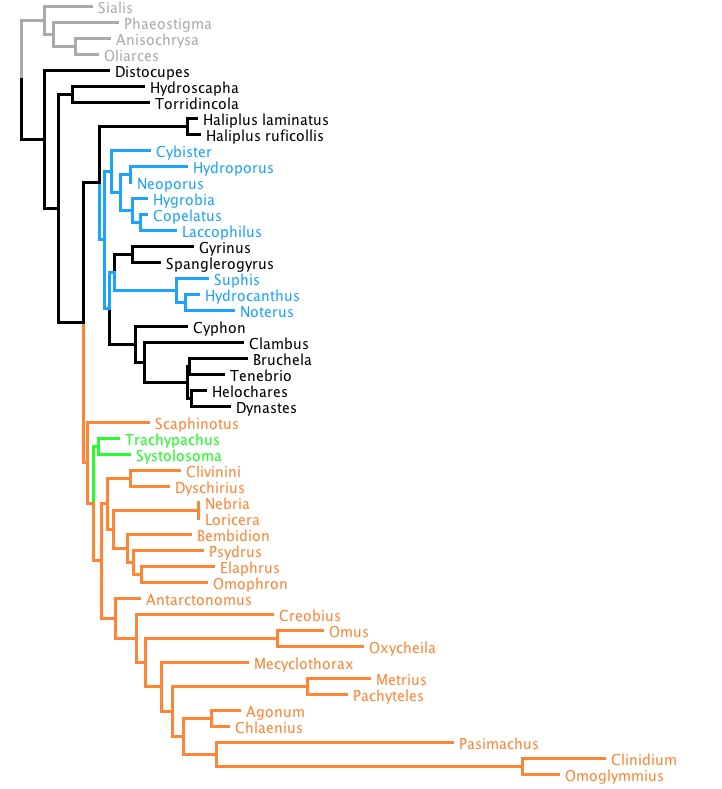 Sialis
Phaeostigma
Anisochrysa
Oliarces
Distocupes
Hydroscapha
Torridincola
Haliplus laminatus
Haliplus ruficollis
Cybister
Hydroporus
Neoporus
Hygrobia
Copelatus
Laccophilus
Gyrinus
Spanglerogyrus
Suphis
Hydrocanthus
Noterus
Cyphon
Clambus
Bruchela
Tenebrio
Helochares
Dynastes
Scaphinotus
Trachypachus
Systolosoma
Clivinini
Dyschirius
Nebria
Loricera
Bembidion
Psydrus
Elaphrus
Omophron
Antarctonomus
Creobius
Omus
Oxycheila
Mecyclothorax
Metrius
Pachyteles
Agonum
Chlaenius
Pasimachus
Clinidium
Omoglymmius